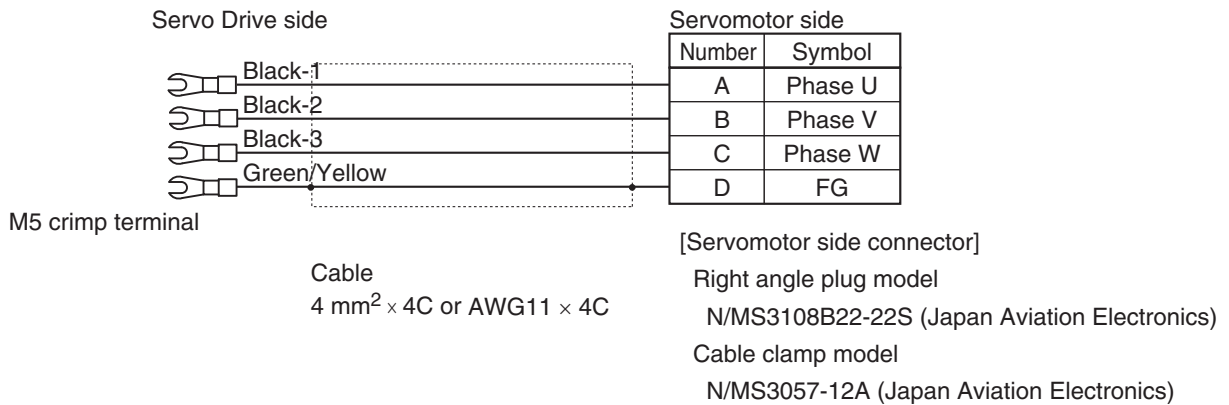 Servo Drive side
Servomotor side
Number Symbol
Black-1
A Phase U
Black-2
B Phase V
Black-3
C Phase W
Green/Yellow
D FG
M5 crimp terminal
[Servomotor side connector]
Cable
Right angle plug model
4 mm² × 4C or AWG11 × 4C
N/MS3108B22-22S (Japan Aviation Electronics)
Cable clamp model
N/MS3057-12A (Japan Aviation Electronics)